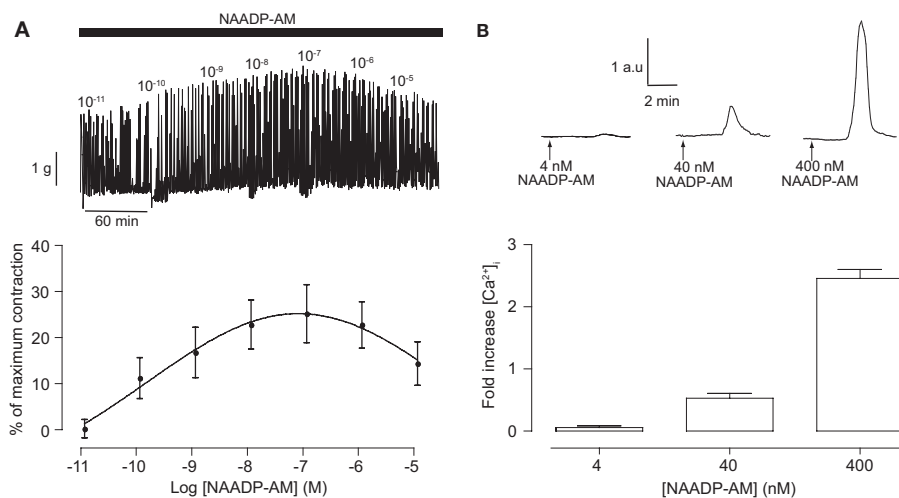 A
NAADP-AM
10⁻¹¹
10⁻¹⁰
10⁻⁹
10⁻⁸
10⁻⁷
10⁻⁶
10⁻⁵
1 g
60 min
% of maximum contraction
40
30
20
10
0
-11 -10 -9 -8 -7 -6 -5
Log [NAADP-AM] (M)
B
1 a.u
2 min
4 nM
NAADP-AM
40 nM
NAADP-AM
400 nM
NAADP-AM
Fold increase [Ca²⁺]ᵢ
3
2
1
0
4 40 400
[NAADP-AM] (nM)